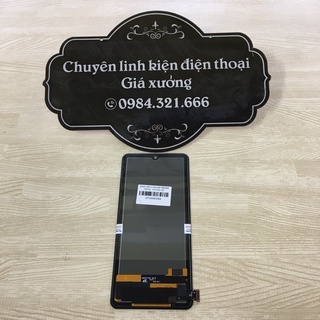 Chuyên linh kiện điện thoại
Giá xưởng
0984.321.666